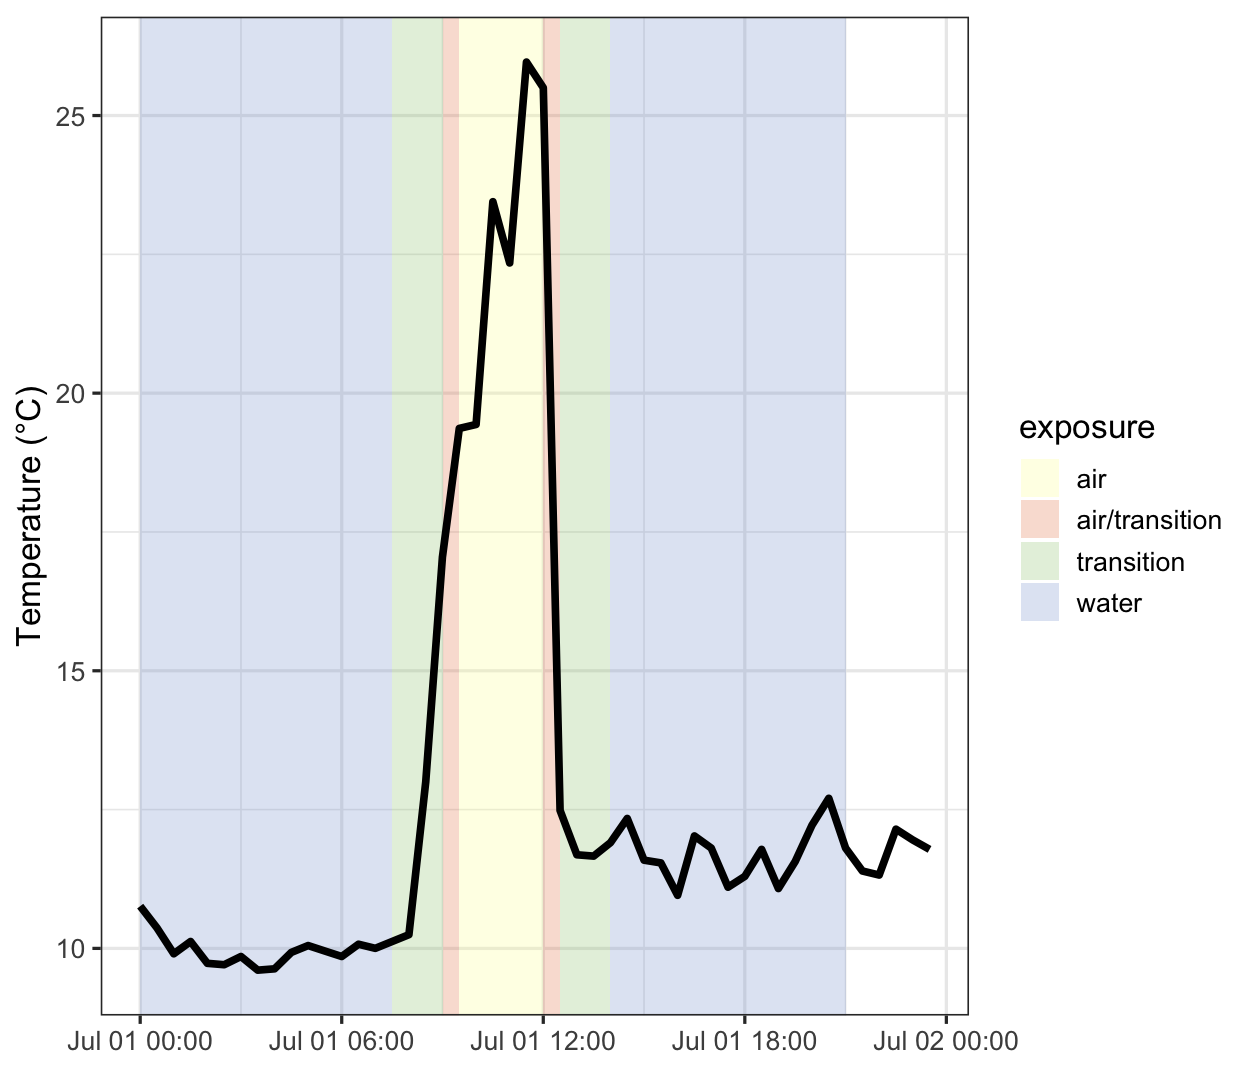 Temperature (°C)
25
20
15
10
Jul 01 00:00
Jul 01 06:00
Jul 01 12:00
Jul 01 18:00
Jul 02 00:00
exposure
air
air/transition
transition
water